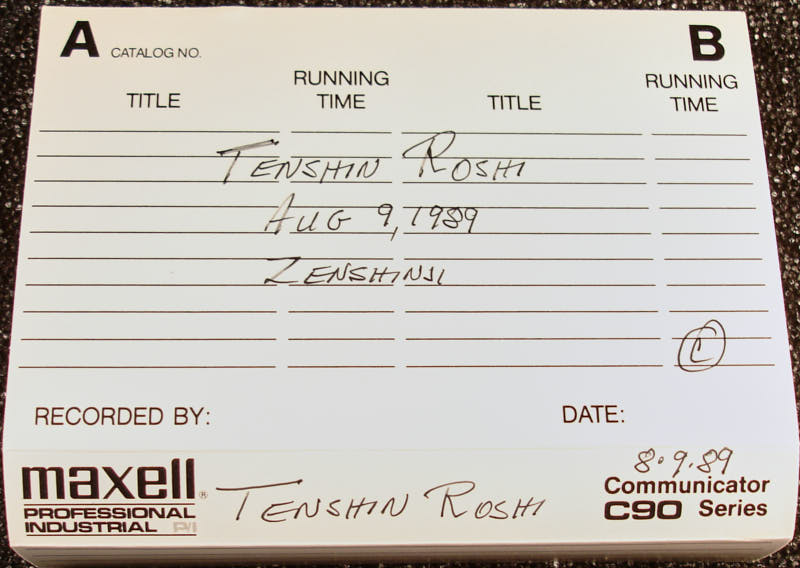 A CATALOG NO. B
TITLE RUNNING TIME TITLE RUNNING TIME
TENSHIN ROSHI
AUG 9, 1989
ZENSHINJI
C
RECORDED BY: DATE:
8.9.89
maxell® TENSHIN ROSHI Communicator
PROFESSIONAL C90 Series
INDUSTRIAL P/I